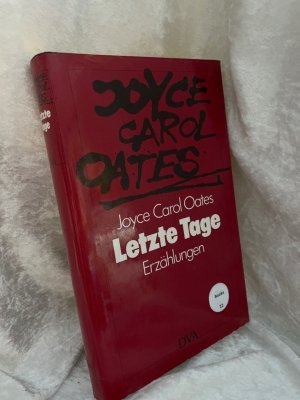 JOYCE
CAROL
OATES
Joyce Carol Oates
Letzte Tage
Erzählungen
DVA
Letzte
Tage